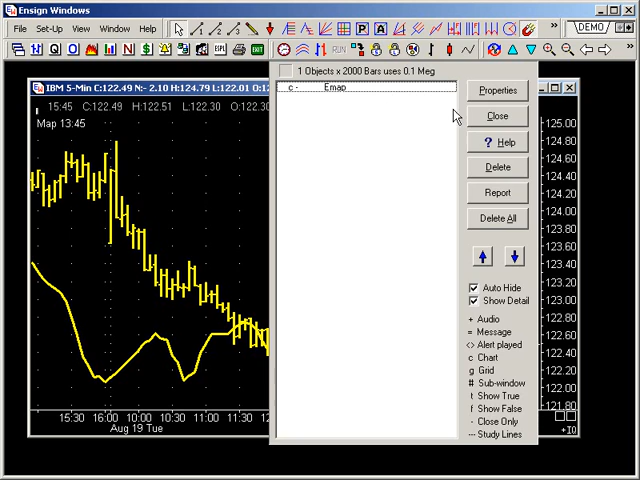 Ensign Windows
File Set-Up View Window Help
DEMO
IBM 5-Min C:122.49 N:- 2.10 H:124.79 L:122.01 O:12
15:45 C:122.49 H:122.51 L:122.01 O:122.30
Map 13:45
15:30 16:00 10:00 10:30 11:00 11:30 12
Aug 19 Tue
1 Objects x 2000 Bars uses 0.1 Meg
c - Emap
Properties
Close
? Help
Delete
Report
Delete All
Auto Hide
Show Detail
+ Audio
= Message
<> Alert played
c Chart
g Grid
# Sub-window
t Show True
f Show False
- Close Only
--- Study Lines
125.00
124.80
124.60
124.40
124.20
124.00
123.80
123.60
123.40
123.20
123.00
122.80
122.60
122.40
122.20
122.00
121.80